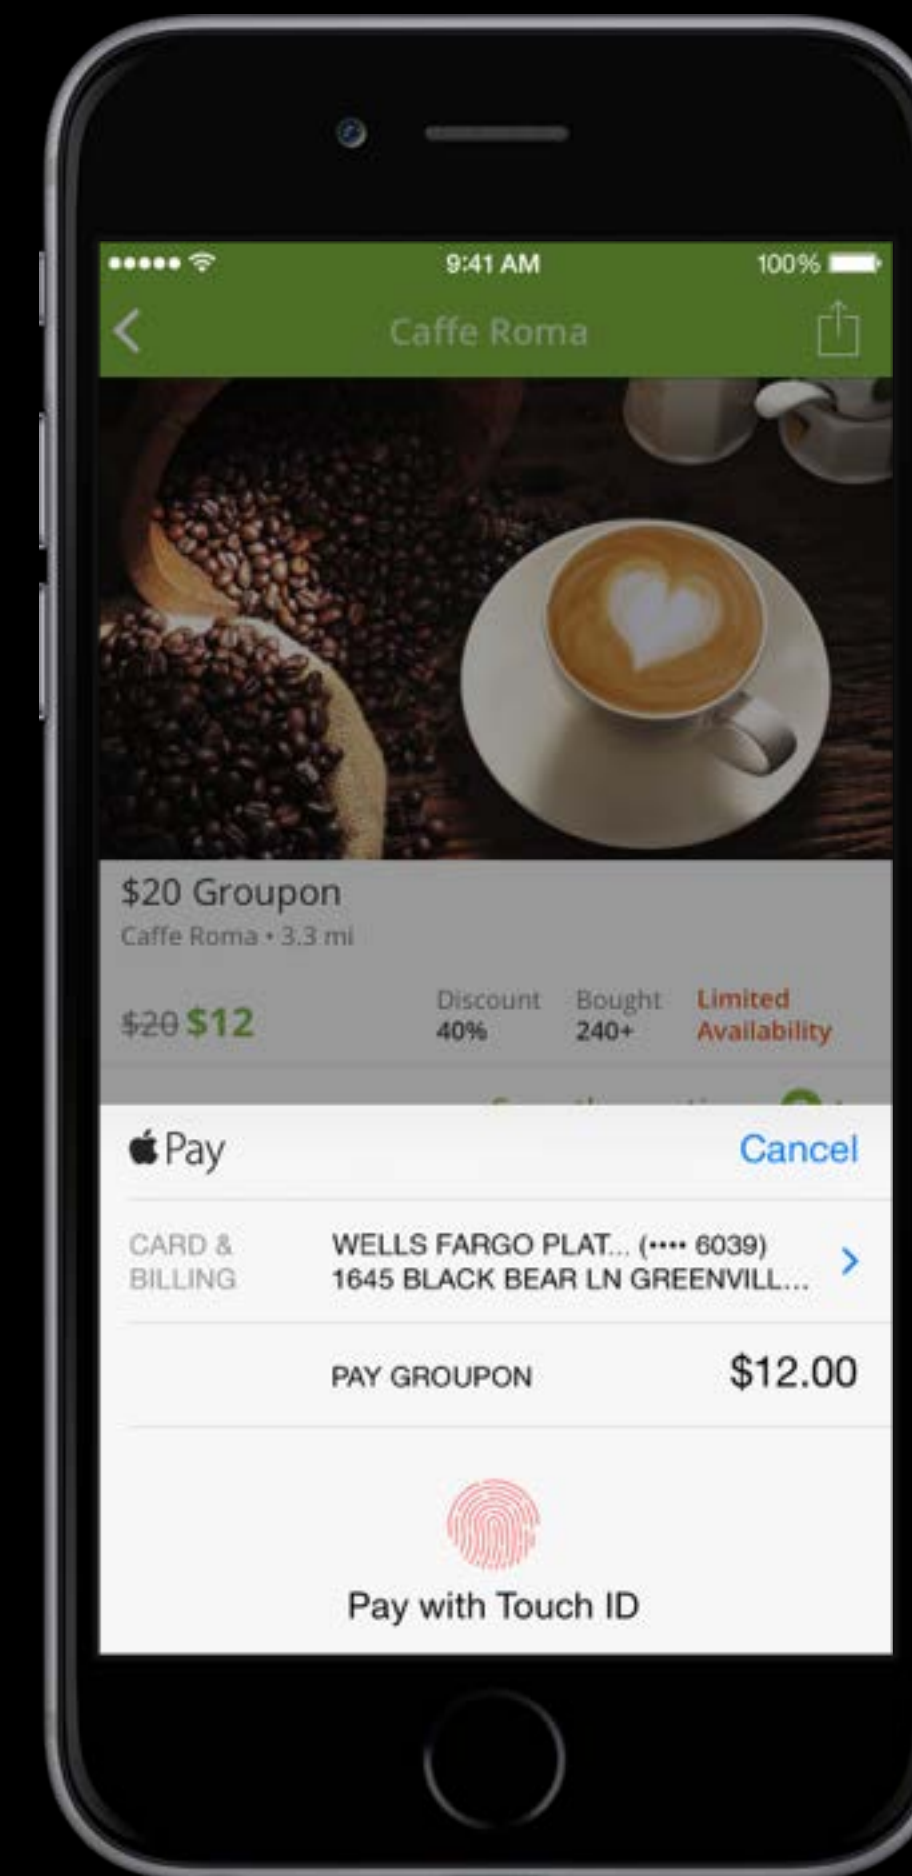 9:41 AM 100%
Caffe Roma
$20 Groupon
Caffe Roma • 3.3 mi
$20 $12
Discount 40%
Bought 240+
Limited Availability
Pay
Cancel
CARD & BILLING
WELLS FARGO PLAT... (•••• 6039)
1645 BLACK BEAR LN GREENVILL...
PAY GROUPON $12.00
Pay with Touch ID